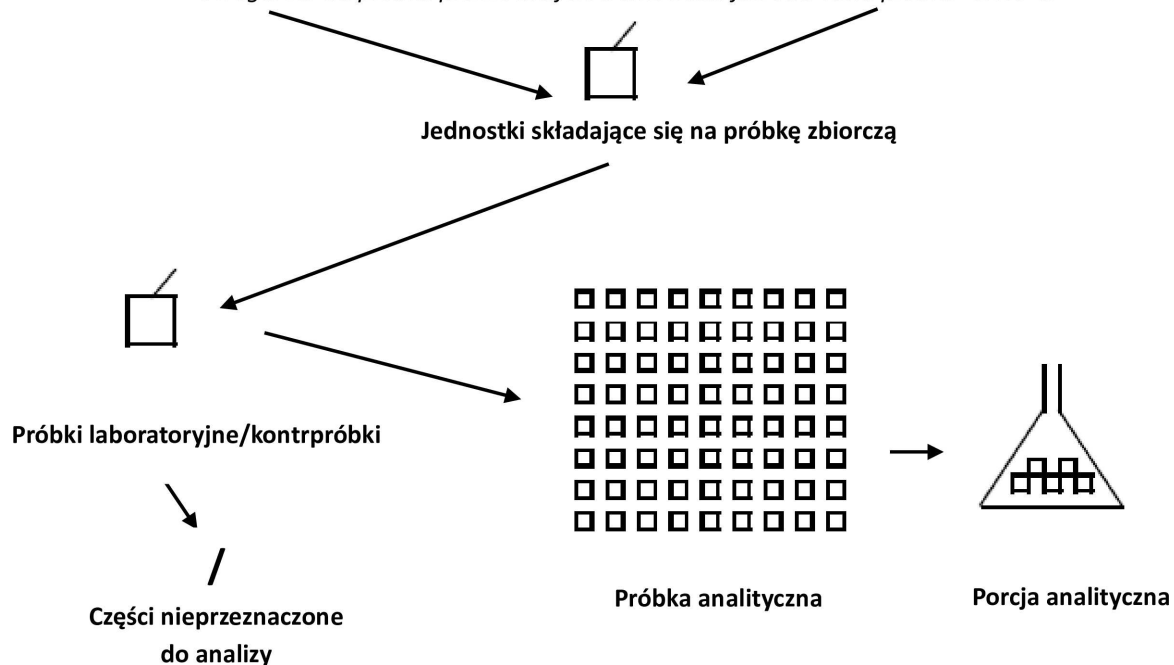 Jednostki składające się na próbkę zbiorczą
Próbki laboratoryjne/kontrpróbki
Próbka analityczna
Porcja analityczna
Części nieprzeznaczone
do analizy